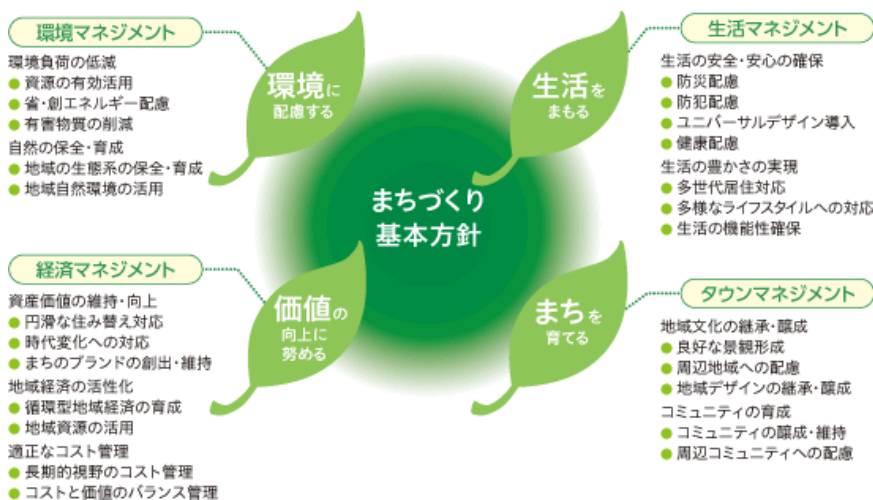 環境マネジメント
環境負荷の低減
● 資源の有効活用
● 省・創エネルギー配慮
● 有害物質の削減
自然の保全・育成
● 地域の生態系の保全・育成
● 地域自然環境の活用
環境に
配慮する
生活マネジメント
生活の安全・安心の確保
● 防災配慮
● 防犯配慮
● ユニバーサルデザイン導入
● 健康配慮
生活の豊かさの実現
● 多世代居住対応
● 多様なライフスタイルへの対応
● 生活の機能性確保
生活を
まもる
まちづくり
基本方針
経済マネジメント
資産価値の維持・向上
● 円滑な住み替え対応
● 時代変化への対応
● まちのブランドの創出・維持
地域経済の活性化
● 循環型地域経済の育成
● 地域資源の活用
適正なコスト管理
● 長期的視野のコスト管理
● コストと価値のバランス管理
価値の
向上に
努める
タウンマネジメント
地域文化の継承・醸成
● 良好な景観形成
● 周辺地域への配慮
● 地域デザインの継承・醸成
コミュニティの育成
● コミュニティの醸成・維持
● 周辺コミュニティへの配慮
まちを
育てる